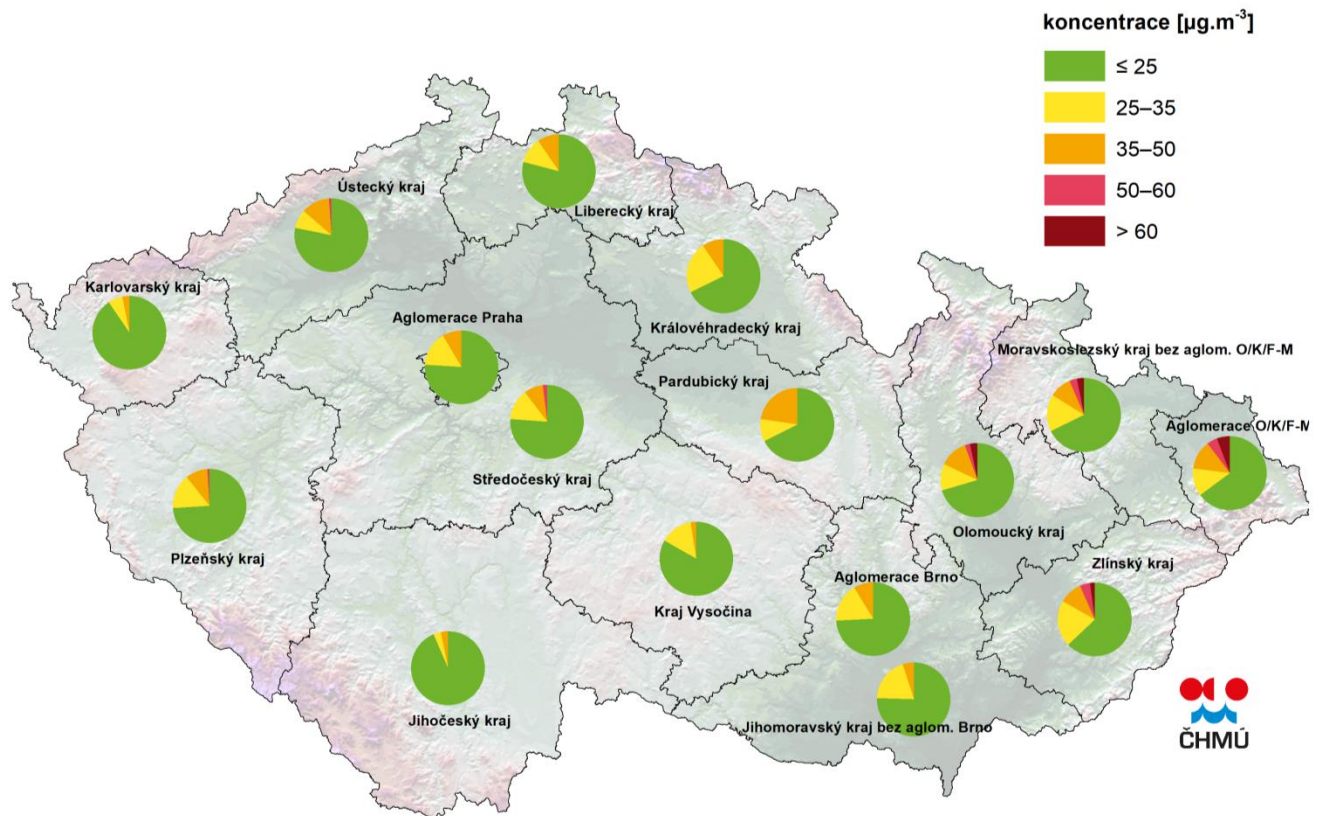 koncentrace [µg.m⁻³]
≤ 25
25–35
35–50
50–60
> 60
Ústecký kraj
Liberecký kraj
Karlovarský kraj
Aglomerace Praha
Královéhradecký kraj
Moravskoslezský kraj bez aglom. O/K/F-M
Pardubický kraj
Aglomerace O/K/F-M
Středočeský kraj
Olomoucký kraj
Plzeňský kraj
Zlínský kraj
Aglomerace Brno
Kraj Vysočina
Jihočeský kraj
Jihomoravský kraj bez aglom. Brno
ČHMÚ